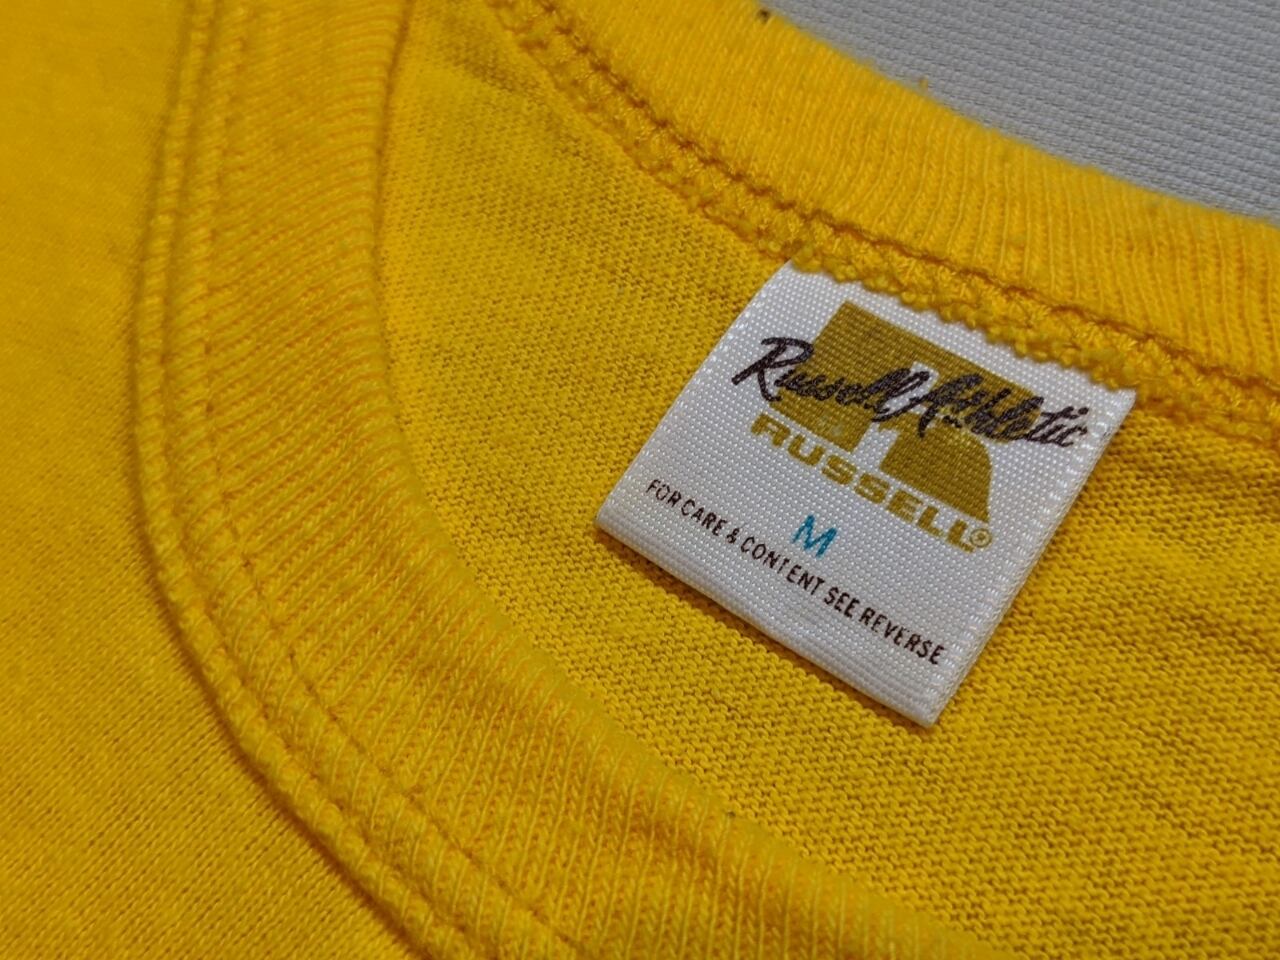 Russell Athletic
RUSSELL®
M
FOR CARE & CONTENT SEE REVERSE